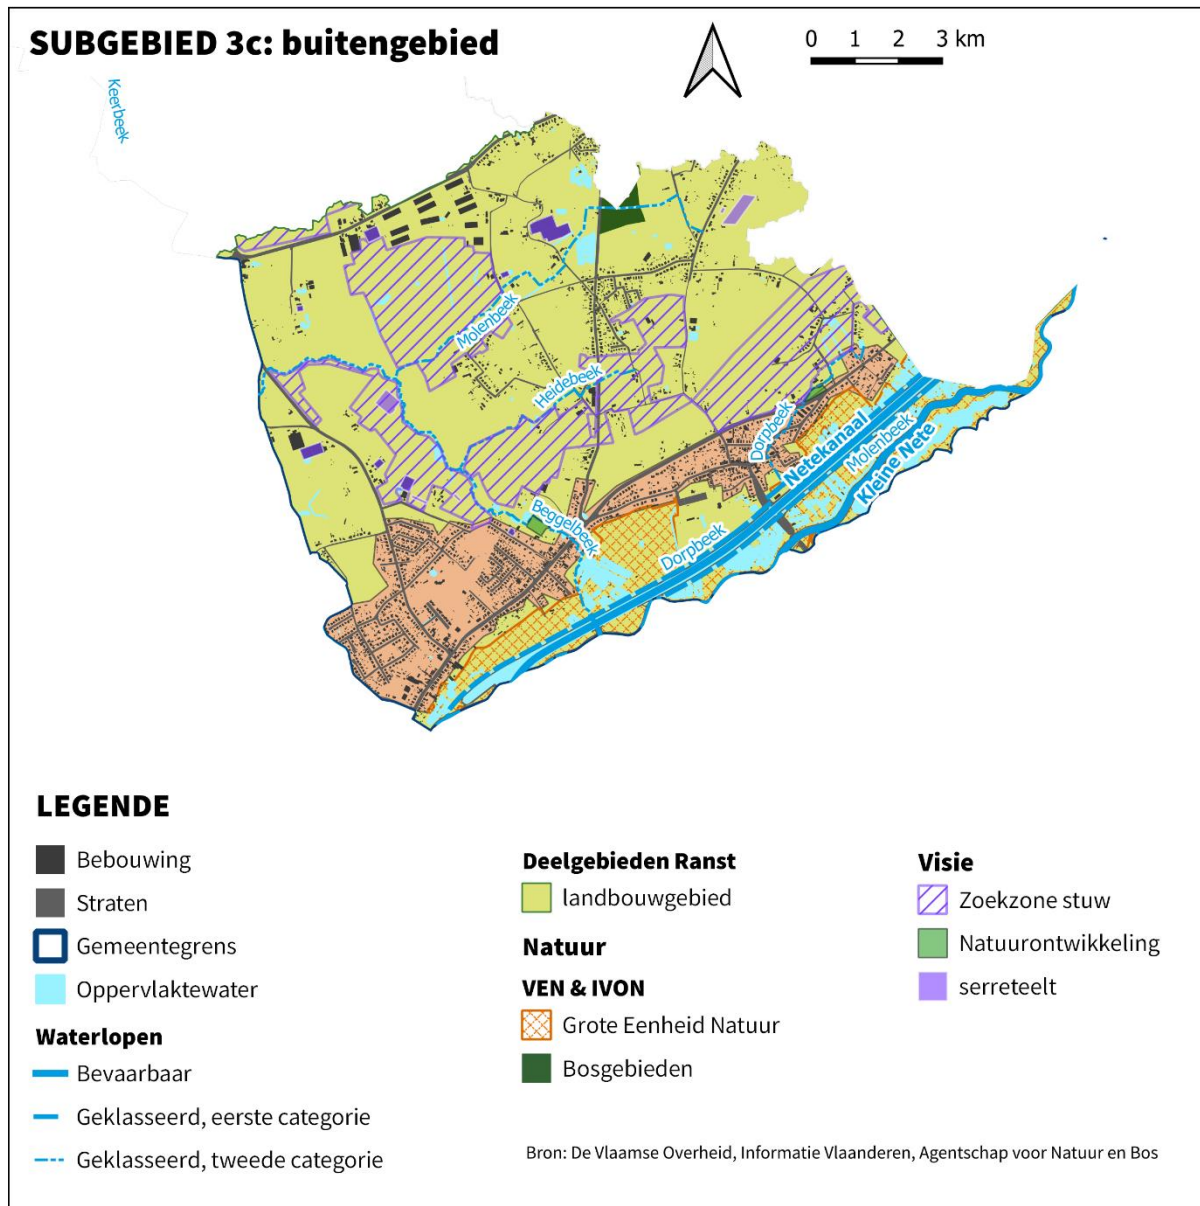 SUBGEBIED 3c: buitengebied
0 1 2 3 km
Keerbeek
Molenbeek
Heidebeek
Dorpbeek
Netekanaal
Molenbeek
Kleine Nete
Beggelbeek
Dorpbeek
LEGENDE
Bebouwing
Straten
Gemeentegrens
Oppervlaktewater
Waterlopen
Bevaarbaar
Geklasseerd, eerste categorie
Geklasseerd, tweede categorie
Deelgebieden Ranst
landbouwgebied
Natuur
VEN & IVON
Grote Eenheid Natuur
Bosgebieden
Visie
Zoekzone stuw
Natuurontwikkeling
serreteelt
Bron: De Vlaamse Overheid, Informatie Vlaanderen, Agentschap voor Natuur en Bos